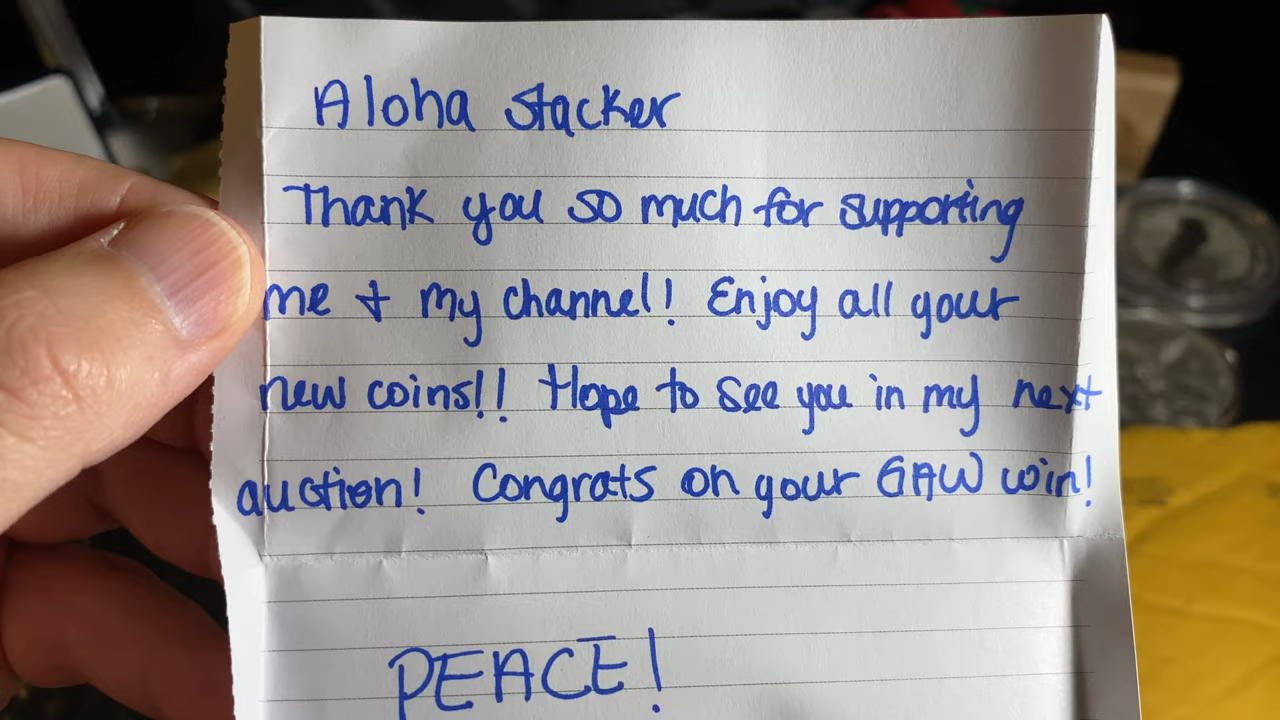 Aloha Stacker
Thank you so much for supporting
me + my channel! Enjoy all your
new coins!! Hope to see you in my next
auction! Congrats on your GAW win!
PEACE!